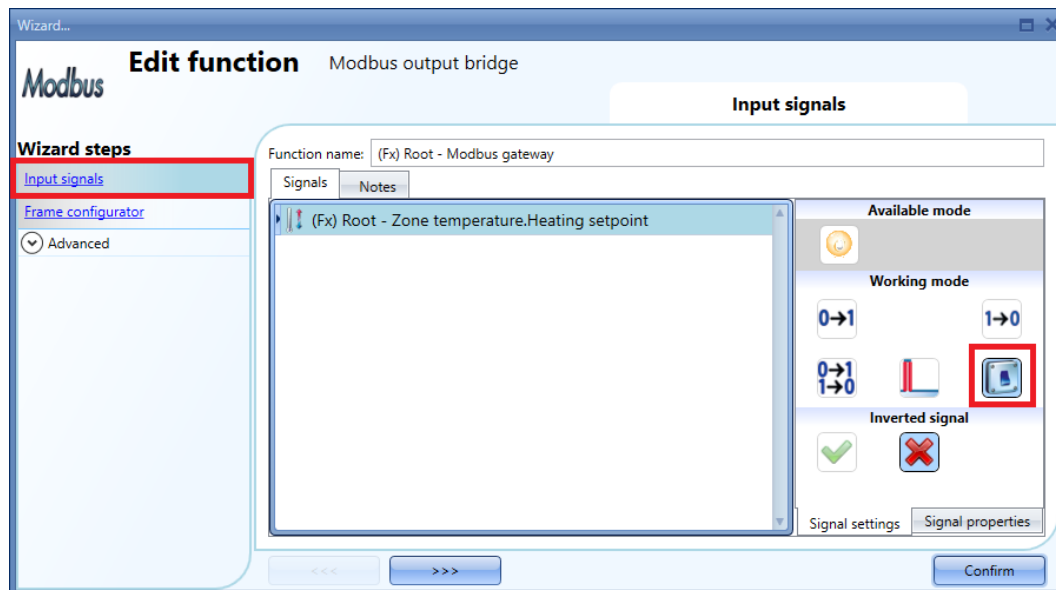 Wizard...
Modbus
Edit function Modbus output bridge
Input signals
Wizard steps
Input signals
Frame configurator
Advanced
Function name: (Fx) Root - Modbus gateway
Signals Notes
(Fx) Root - Zone temperature.Heating setpoint
Available mode
Working mode
0→1 1→0
0→1
1→0
Inverted signal
Signal settings Signal properties
<<< >>> Confirm